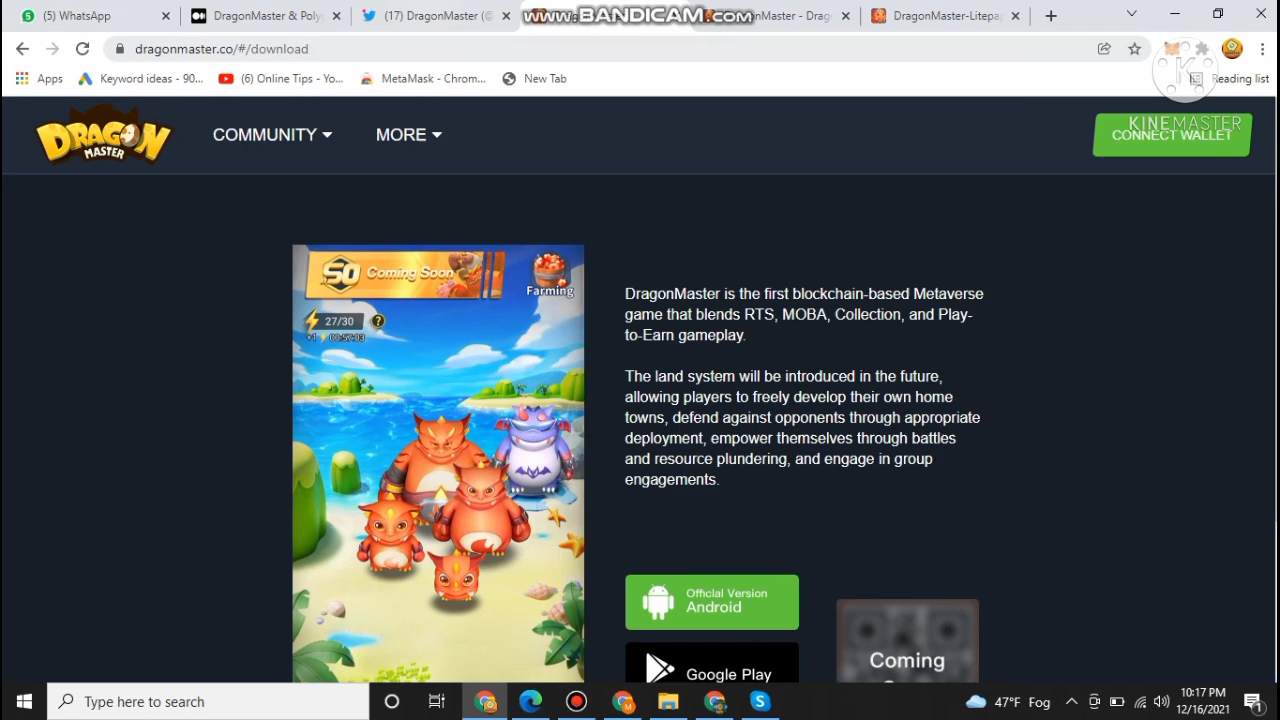 (5) WhatsApp
DragonMaster & Poly
(17) DragonMaster (@
www.BANDICAM.com
Master - Drag
DragonMaster-Litepa
dragonmaster.co/#/download
Apps
Keyword ideas - 90...
(6) Online Tips - Yo...
MetaMask - Chrom...
New Tab
Reading list
DRAGON
MASTER
COMMUNITY
MORE
KINEMASTER
CONNECT WALLET
50 Coming Soon
Farming
27/30
?
DragonMaster is the first blockchain-based Metaverse
game that blends RTS, MOBA, Collection, and Play-
to-Earn gameplay.
The land system will be introduced in the future,
allowing players to freely develop their own home
towns, defend against opponents through appropriate
deployment, empower themselves through battles
and resource plundering, and engage in group
engagements.
Official Version
Android
Google Play
Coming
Type here to search
47°F Fog
10:17 PM
12/16/2021